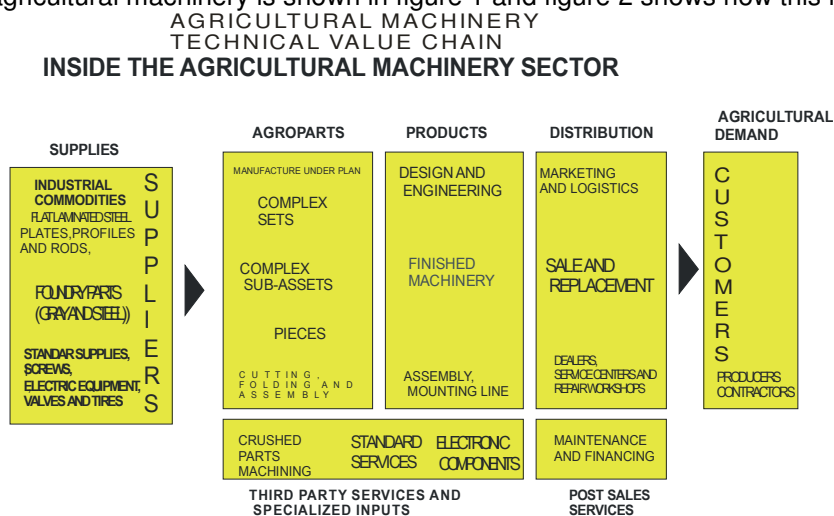 agricultural machinery is shown in figure 1 and figure 2 shows how this
AGRICULTURAL MACHINERY
TECHNICAL VALUE CHAIN
INSIDE THE AGRICULTURAL MACHINERY SECTOR
SUPPLIES
INDUSTRIAL
COMMODITIES
FLAT LAMINATED STEEL
PLATES,PROFILES
AND RODS,
FOUNDRY PARTS
(GRAY AND STEEL))
STANDAR SUPPLIES,
SCREWS,
ELECTRIC EQUIPMENT,
VALVES AND TIRES
SUPPLIERS
AGROPARTS
MANUFACTURE UNDER PLAN
COMPLEX
SETS
COMPLEX
SUB-ASSETS
PIECES
CUTTING,
FOLDING AND
ASSEMBLY
PRODUCTS
DESIGN AND
ENGINEERING
FINISHED
MACHINERY
ASSEMBLY,
MOUNTING LINE
DISTRIBUTION
MARKETING
AND LOGISTICS
SALE AND
REPLACEMENT
DEALERS,
SERVICE CENTERS AND
REPAIR WORKSHOPS
AGRICULTURAL
DEMAND
CUSTOMERS
PRODUCERS
CONTRACTORS
CRUSHED
PARTS
MACHINING
STANDARD
SERVICES
ELECTRONIC
COMPONENTS
MAINTENANCE
AND FINANCING
THIRD PARTY SERVICES AND
SPECIALIZED INPUTS
POST SALES
SERVICES